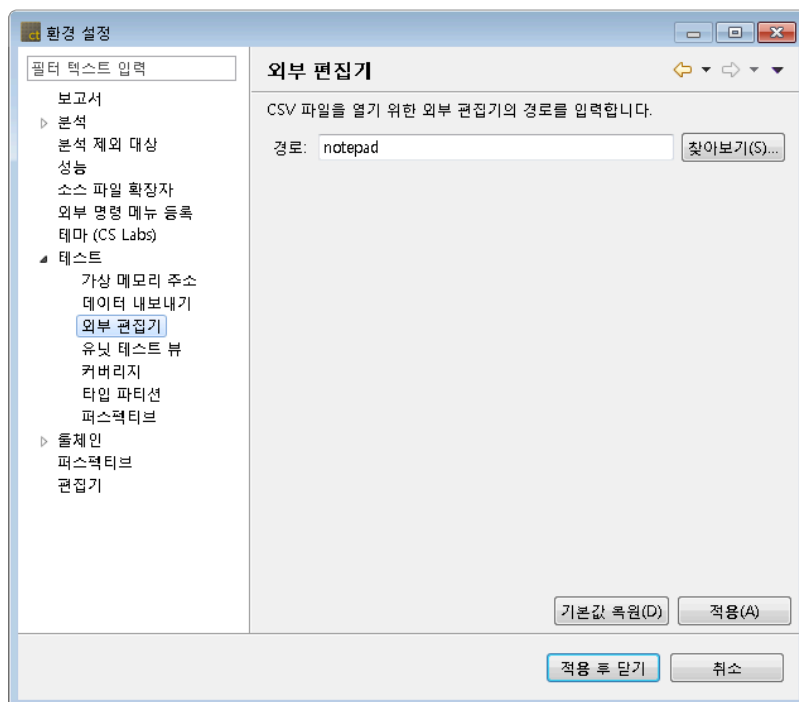 ct 환경 설정
필터 텍스트 입력
보고서
분석
분석 제외 대상
성능
소스 파일 확장자
외부 명령 메뉴 등록
테마 (CS Labs)
테스트
가상 메모리 주소
데이터 내보내기
외부 편집기
유닛 테스트 뷰
커버리지
타입 파티션
퍼스펙티브
툴체인
퍼스펙티브
편집기
외부 편집기
CSV 파일을 열기 위한 외부 편집기의 경로를 입력합니다.
경로: notepad 찾아보기(S)...
기본값 복원(D) 적용(A)
적용 후 닫기 취소